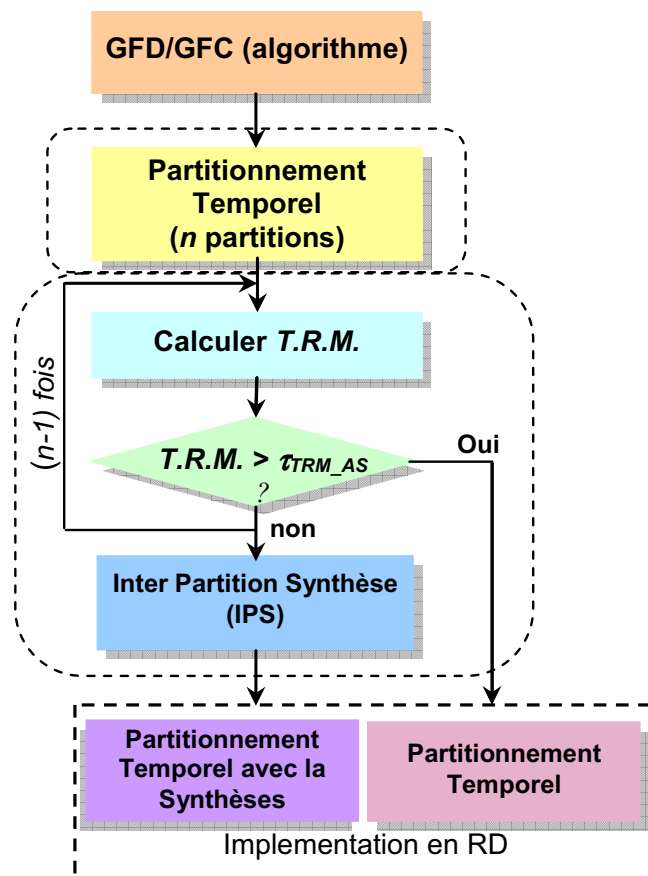 GFD/GFC (algorithme)
Partitionnement
Temporel
(n partitions)
Calculer T.R.M.
(n-1) fois
T.R.M. > τTRM_AS
?
Oui
non
Inter Partition Synthèse
(IPS)
Partitionnement
Temporel avec la
Synthèses
Partitionnement
Temporel
Implementation en RD